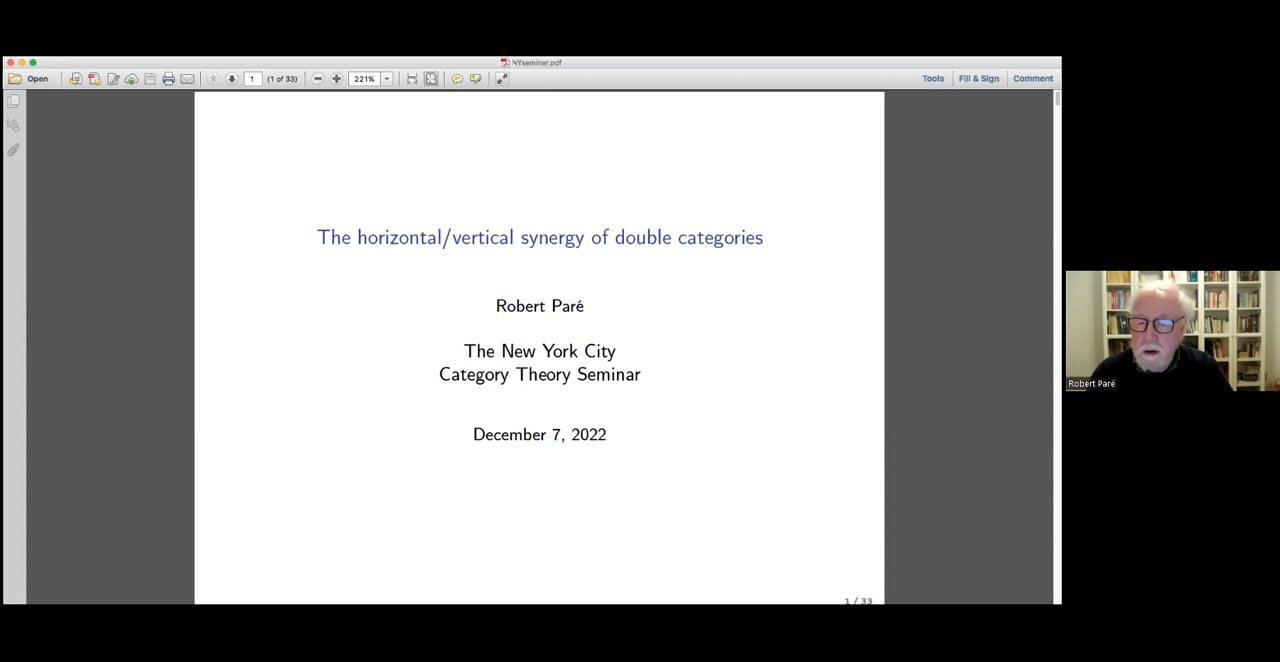 NYseminar.pdf
Open
1
(1 of 33)
221%
Tools
Fill & Sign
Comment
The horizontal/vertical synergy of double categories
Robert Paré
The New York City
Category Theory Seminar
December 7, 2022
1 / 33
Robert Paré